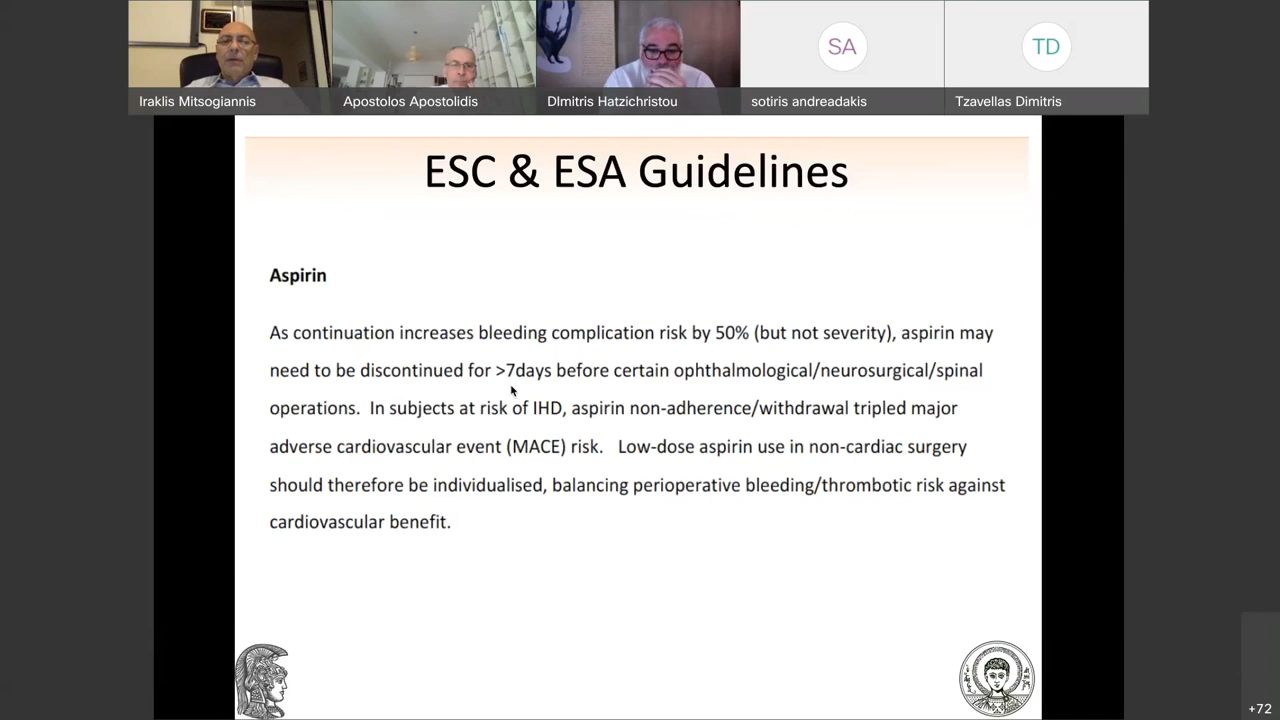 Iraklis Mitsogiannis
Apostolos Apostolidis
DImitris Hatzichristou
SA
sotiris andreadakis
TD
Tzavellas Dimitris
ESC & ESA Guidelines
Aspirin
As continuation increases bleeding complication risk by 50% (but not severity), aspirin may
need to be discontinued for >7days before certain ophthalmological/neurosurgical/spinal
operations. In subjects at risk of IHD, aspirin non-adherence/withdrawal tripled major
adverse cardiovascular event (MACE) risk. Low-dose aspirin use in non-cardiac surgery
should therefore be individualised, balancing perioperative bleeding/thrombotic risk against
cardiovascular benefit.
+72